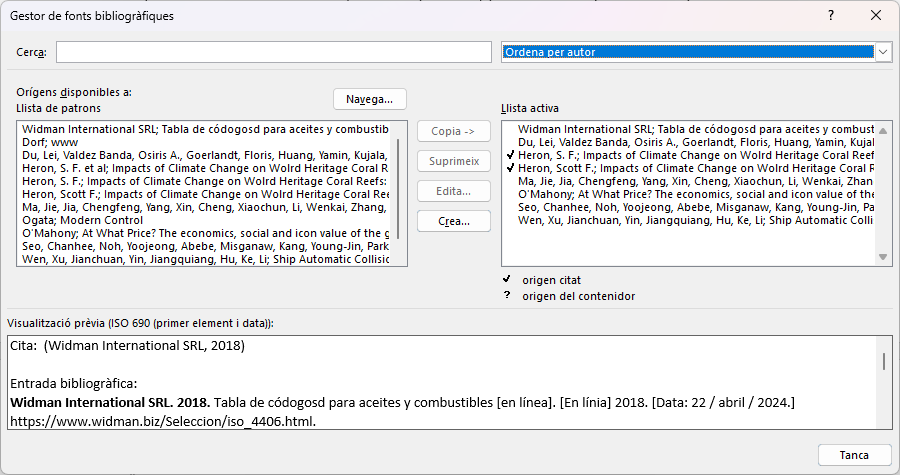 Gestor de fonts bibliogràfiques
?
Cerca:
Ordena per autor
Orígens disponibles a:
Navega...
Llista de patrons
Llista activa
Widman International SRL; Tabla de códogosd para aceites y combustib
Dorf; www
Du, Lei, Valdez Banda, Osiris A., Goerlandt, Floris, Huang, Yamin, Kujala,
Heron, S. F. et al; Impacts of Climate Change on Wolrd Heritage Coral R
Heron, S. F.; Impacts of Climate Change on Wolrd Heritage Coral Reefs:
Heron, Scott F.; Impacts of Climate Change on Wolrd Heritage Coral Re
Ma, Jie, Jia, Chengfeng, Yang, Xin, Cheng, Xiaochun, Li, Wenkai, Zhang,
Ogata; Modern Control
O'Mahony; At What Price? The economics, social and icon value of the g
Seo, Chanhee, Noh, Yoojeong, Abebe, Misganaw, Kang, Young-Jin, Park
Wen, Xu, Jianchuan, Yin, Jiangquiang, Hu, Ke, Li; Ship Automatic Collisic
Copia ->
Suprimeix
Edita...
Crea...
Widman International SRL; Tabla de códogosd para aceites y combust
Du, Lei, Valdez Banda, Osiris A., Goerlandt, Floris, Huang, Yamin, Kujal
Heron, S. F.; Impacts of Climate Change on Wolrd Heritage Coral Reef
Heron, Scott F.; Impacts of Climate Change on Wolrd Heritage Coral R
Ma, Jie, Jia, Chengfeng, Yang, Xin, Cheng, Xiaochun, Li, Wenkai, Zhan
O'Mahony; At What Price? The economics, social and icon value of the
Seo, Chanhee, Noh, Yoojeong, Abebe, Misganaw, Kang, Young-Jin, Par
Wen, Xu, Jianchuan, Yin, Jiangquiang, Hu, Ke, Li; Ship Automatic Colli
origen citat
? origen del contenidor
Visualització prèvia (ISO 690 (primer element i data)):
Cita: (Widman International SRL, 2018)
Entrada bibliogràfica:
Widman International SRL. 2018. Tabla de códogosd para aceites y combustibles [en línea]. [En línia] 2018. [Data: 22 / abril / 2024.]
https://www.widman.biz/Seleccion/iso_4406.html.
Tanca